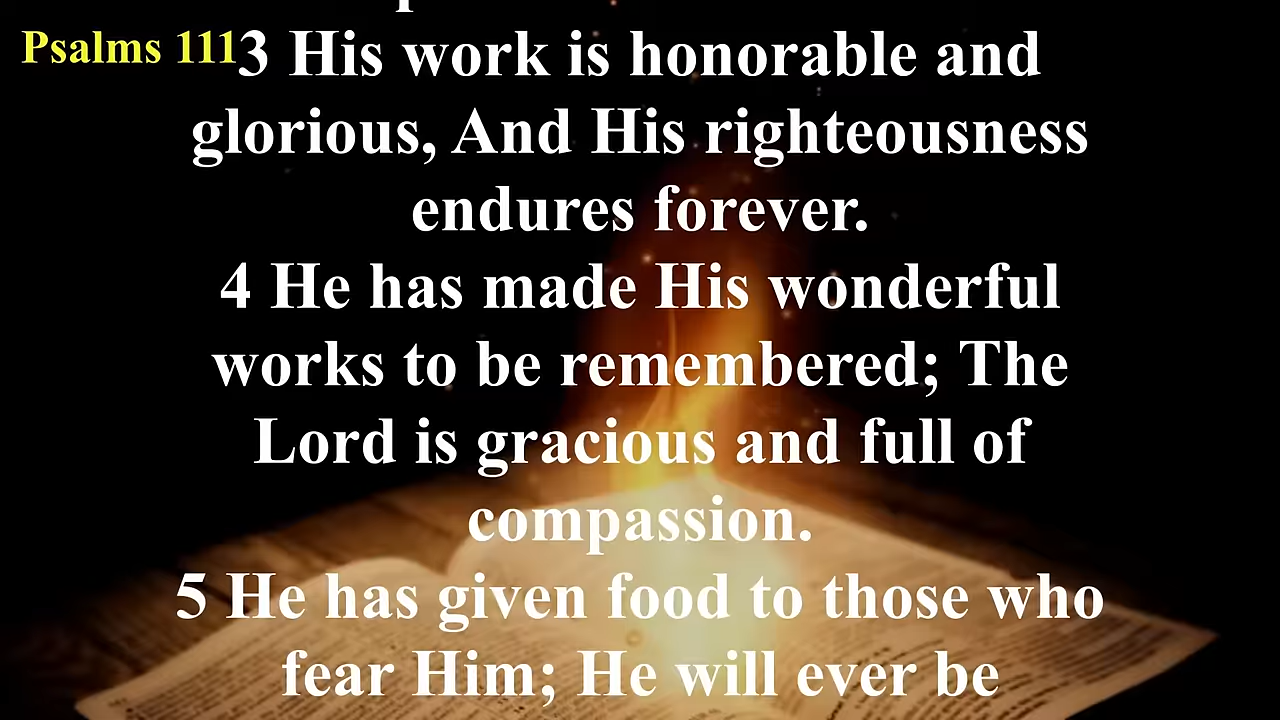 Psalms 111
3 His work is honorable and
glorious, And His righteousness
endures forever.
4 He has made His wonderful
works to be remembered; The
Lord is gracious and full of
compassion.
5 He has given food to those who
fear Him; He will ever be